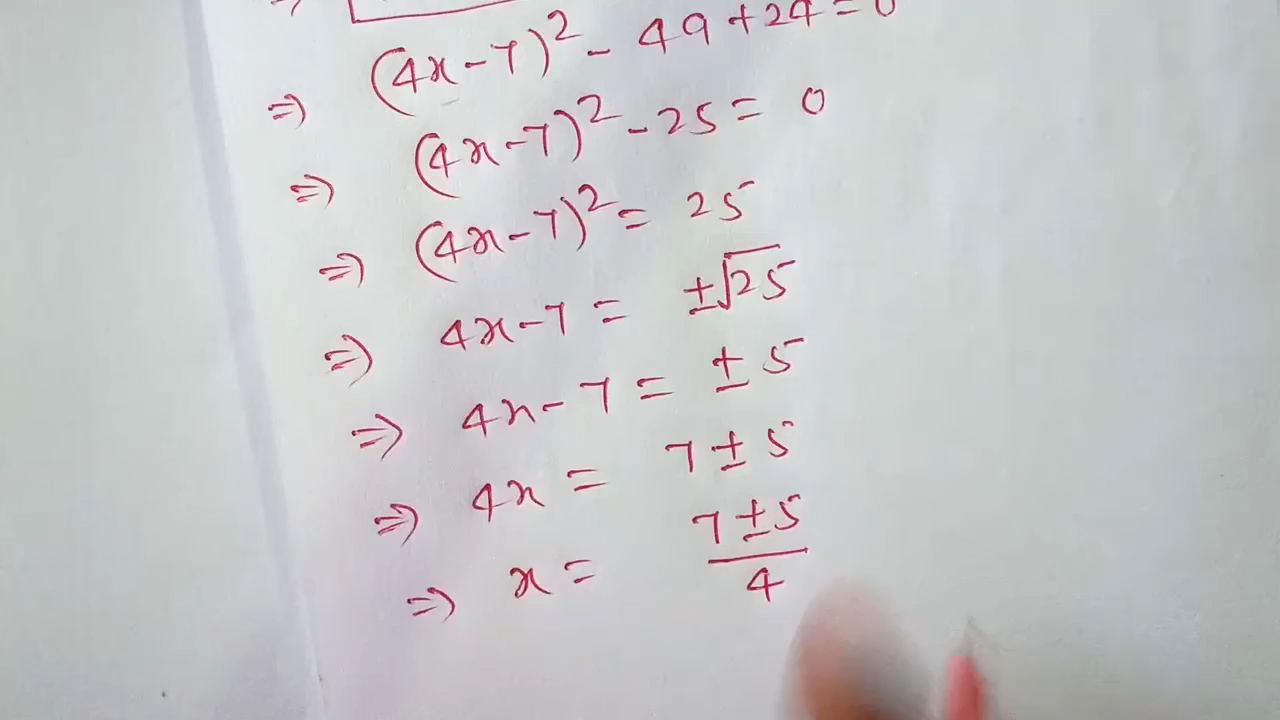 ⇒
(4x-7)² - 49 + 24 = 0
⇒ (4x-7)² - 25 = 0
⇒ (4x-7)² = 25
⇒ 4x-7 = ±√25
⇒ 4x-7 = ±5
⇒ 4x = 7±5
⇒ x = (7±5)/4